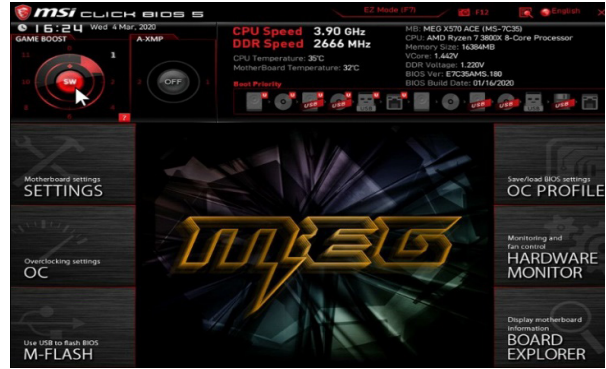 msi CLICK BIOS 5
EZ Mode (F7)
F12
English
X
16:24 Wed 4 Mar, 2020
GAME BOOST
A-XMP
SW
OFF
CPU Speed 3.90 GHz
DDR Speed 2666 MHz
CPU Temperature: 35°C
MotherBoard Temperature: 32°C
MB: MEG X570 ACE (MS-7C35)
CPU: AMD Ryzen 7 3800X 8-Core Processor
Memory Size: 16384MB
VCore: 1.442V
DDR Voltage: 1.220V
BIOS Ver: E7C35AMS.180
BIOS Build Date: 01/16/2020
Boot Priority
Motherboard settings
SETTINGS
Overclocking settings
OC
Use USB to flash BIOS
M-FLASH
MEG
Save/load BIOS settings
OC PROFILE
Monitoring and
fan control
HARDWARE
MONITOR
Display motherboard
information
BOARD
EXPLORER